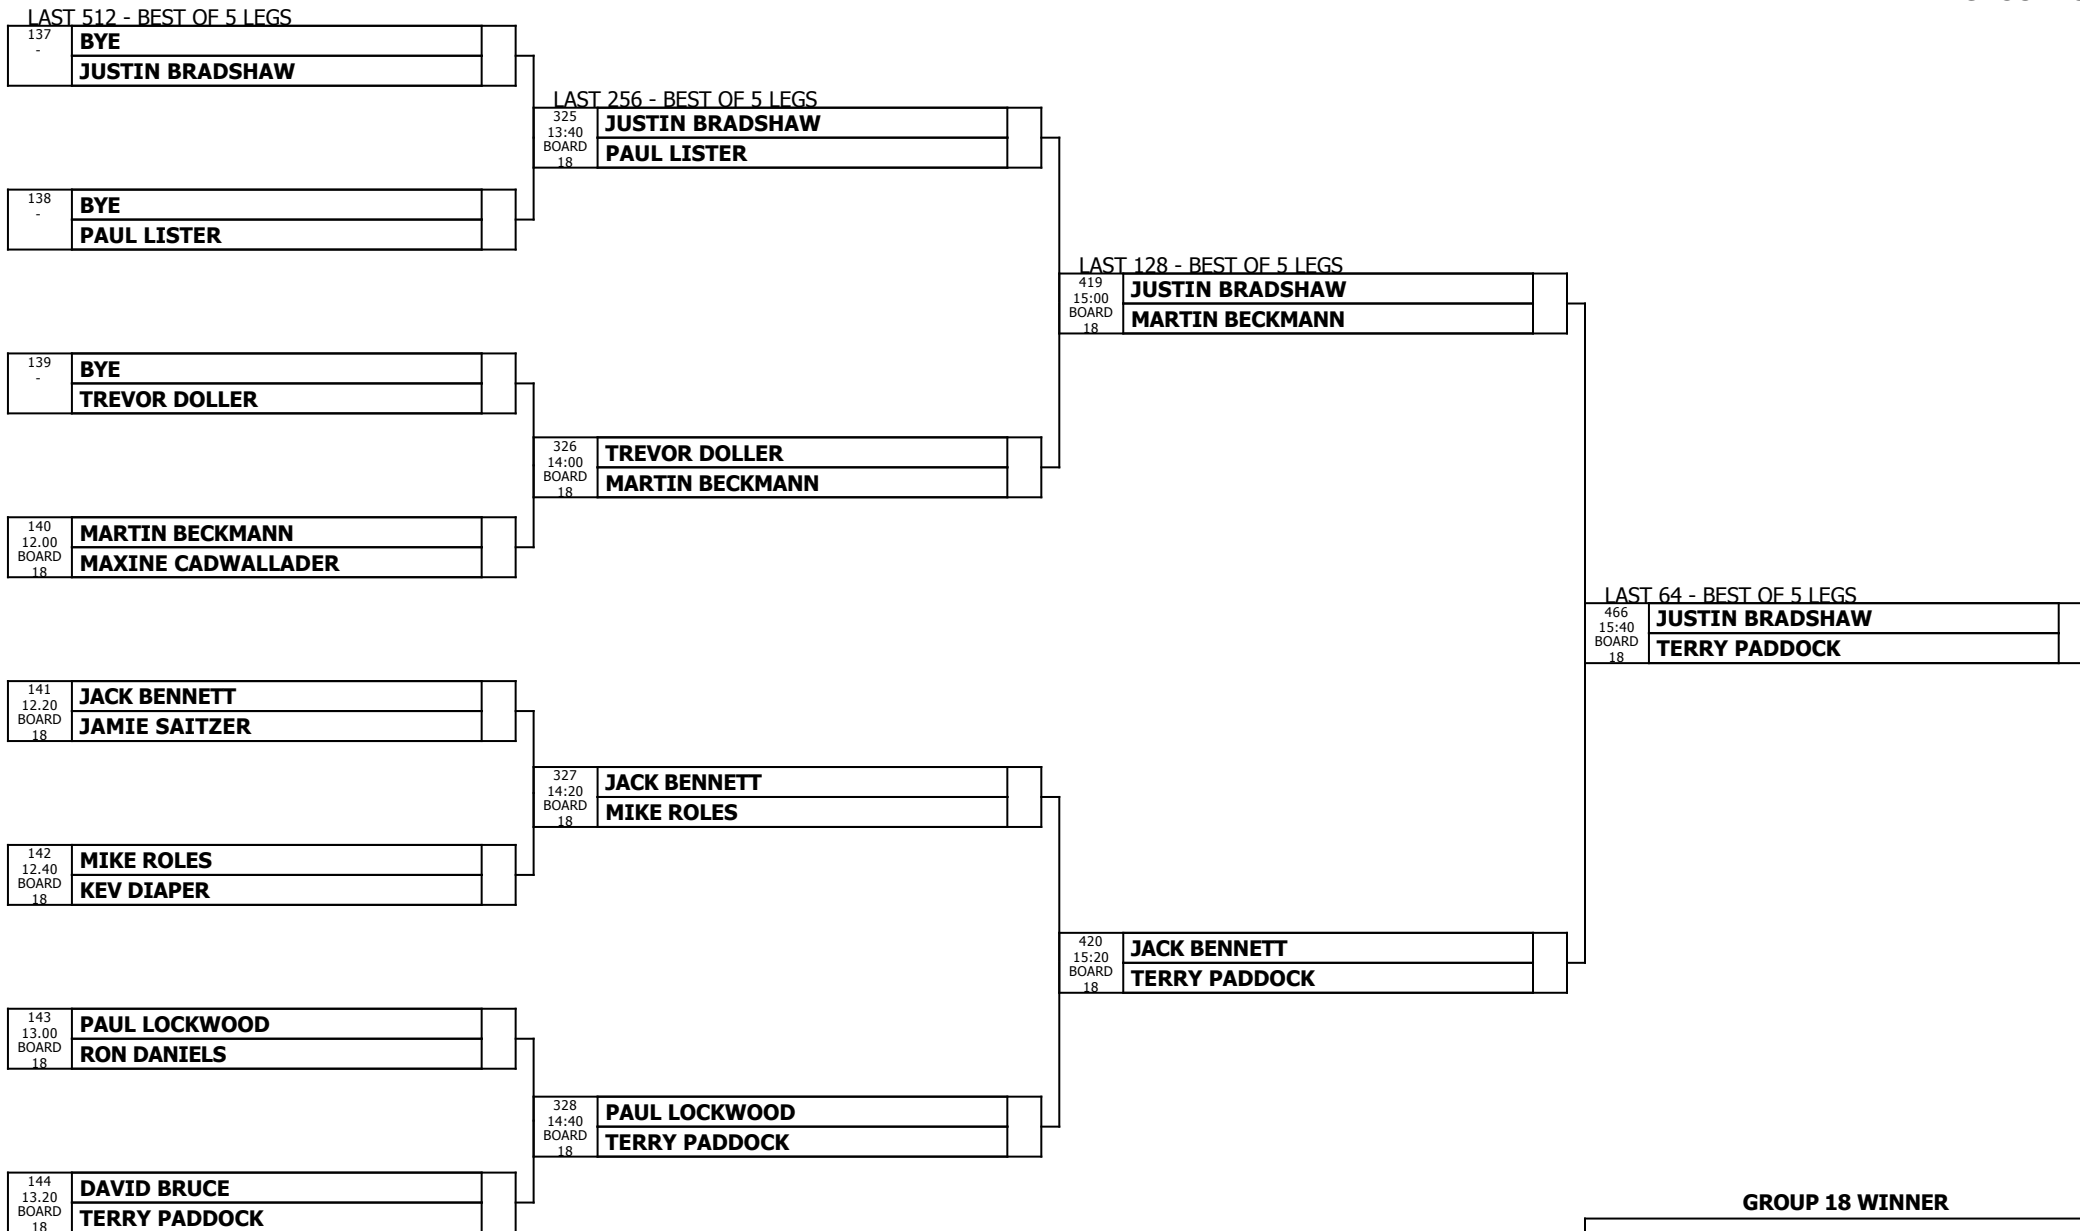 LAST 512 - BEST OF 5 LEGS
137
-
BYE
JUSTIN BRADSHAW
138
-
BYE
PAUL LISTER
139
-
BYE
TREVOR DOLLER
140
12.00
BOARD
18
MARTIN BECKMANN
MAXINE CADWALLADER
141
12.20
BOARD
18
JACK BENNETT
JAMIE SAITZER
142
12.40
BOARD
18
MIKE ROLES
KEV DIAPER
143
13.00
BOARD
18
PAUL LOCKWOOD
RON DANIELS
144
13.20
BOARD
18
DAVID BRUCE
TERRY PADDOCK
LAST 256 - BEST OF 5 LEGS
325
13:40
BOARD
18
JUSTIN BRADSHAW
PAUL LISTER
326
14:00
BOARD
18
TREVOR DOLLER
MARTIN BECKMANN
327
14:20
BOARD
18
JACK BENNETT
MIKE ROLES
328
14:40
BOARD
18
PAUL LOCKWOOD
TERRY PADDOCK
LAST 128 - BEST OF 5 LEGS
419
15:00
BOARD
18
JUSTIN BRADSHAW
MARTIN BECKMANN
420
15:20
BOARD
18
JACK BENNETT
TERRY PADDOCK
LAST 64 - BEST OF 5 LEGS
466
15:40
BOARD
18
JUSTIN BRADSHAW
TERRY PADDOCK
GROUP 18 WINNER